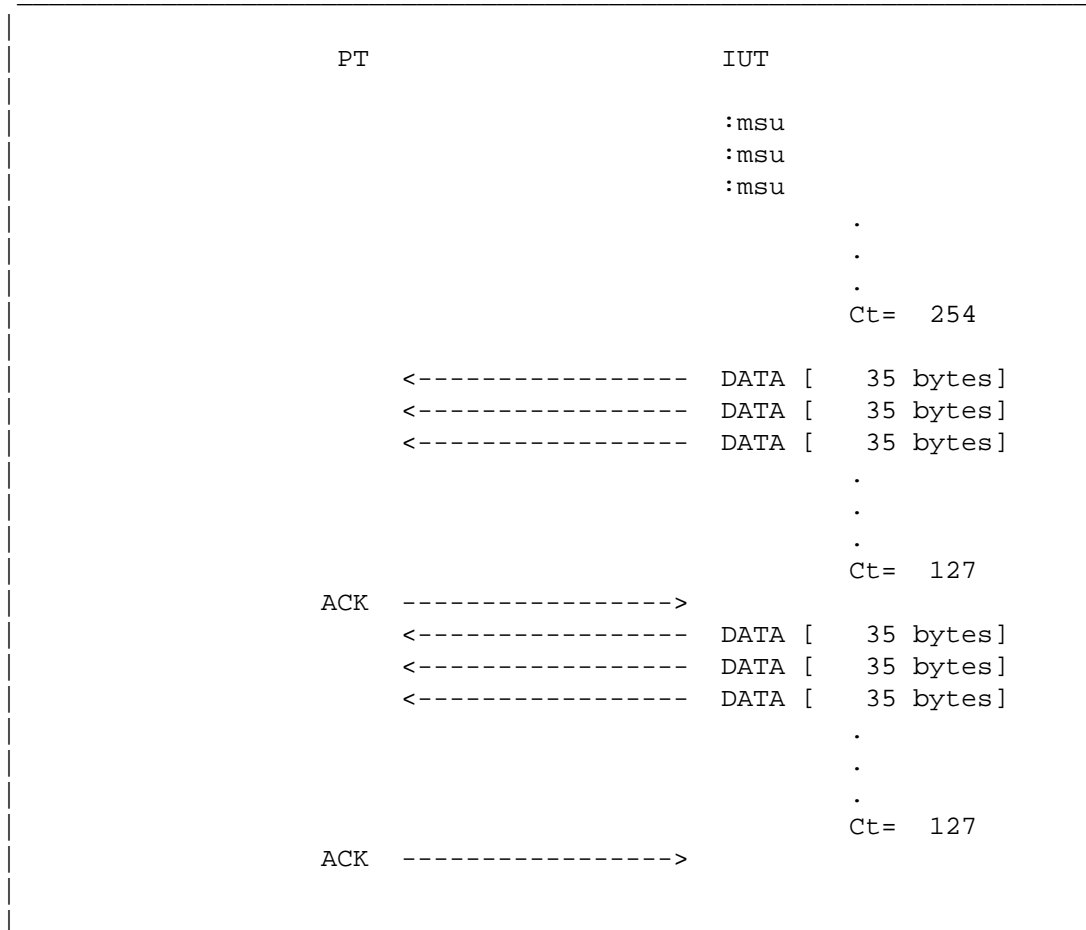 PT IUT
:msu
:msu
:msu
.
.
.
Ct= 254
<----------------- DATA [ 35 bytes]
<----------------- DATA [ 35 bytes]
<----------------- DATA [ 35 bytes]
.
.
.
Ct= 127
ACK ----------------->
<----------------- DATA [ 35 bytes]
<----------------- DATA [ 35 bytes]
<----------------- DATA [ 35 bytes]
.
.
.
Ct= 127
ACK ----------------->